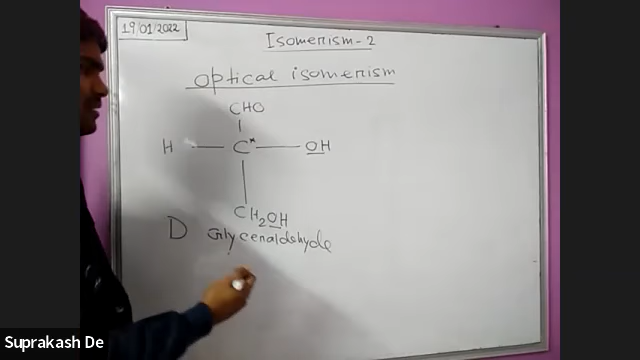 19/01/2022
Isomerism-2
optical isomerism
CHO
H — C* — OH
CH2OH
D Glyceraldehyde
Suprakash De